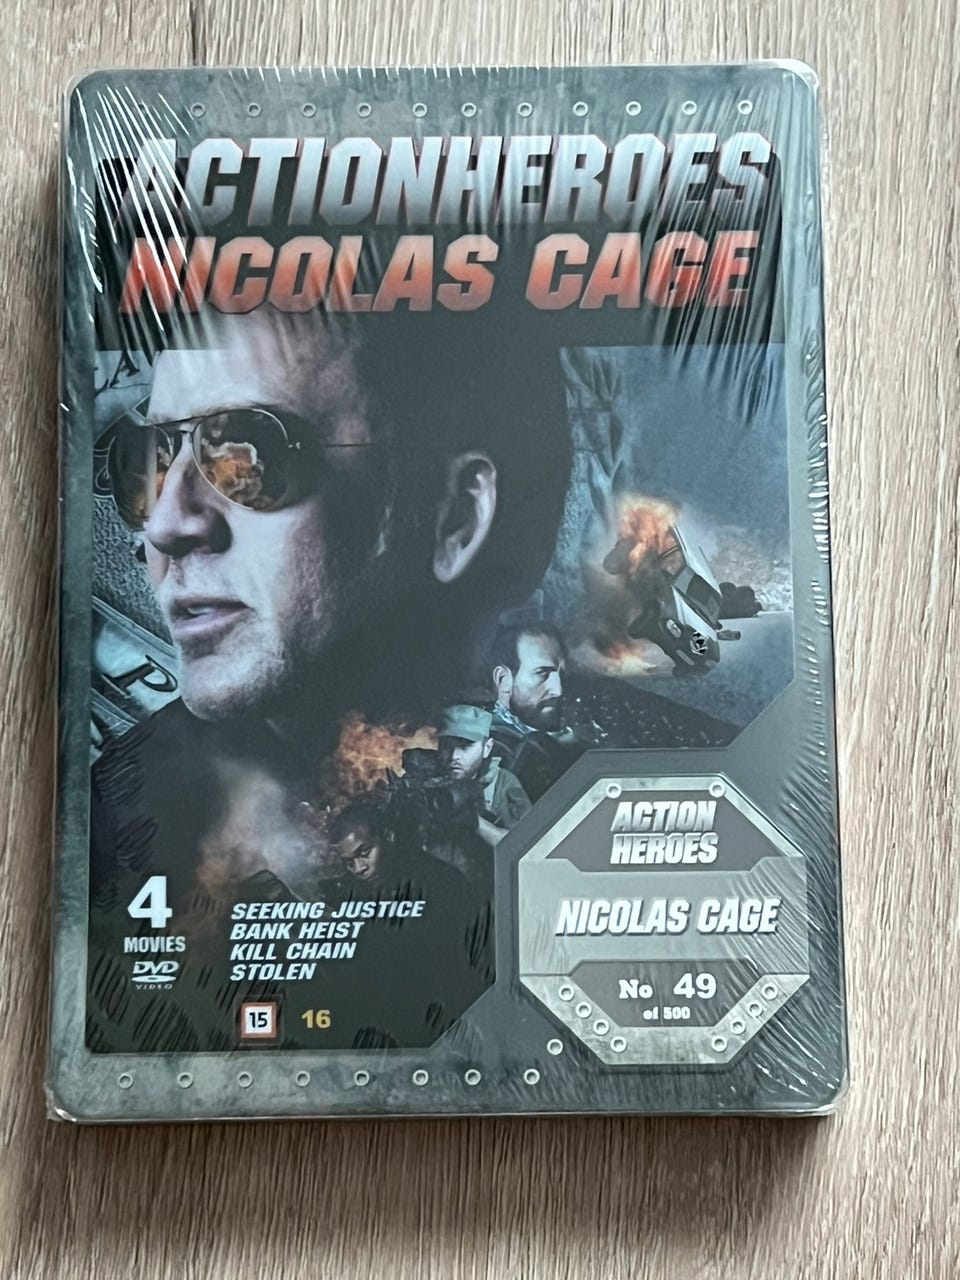 ACTIONHEROES
NICOLAS CAGE
P
4
MOVIES
DVD
VIDEO
SEEKING JUSTICE
BANK HEIST
KILL CHAIN
STOLEN
15 16
ACTION
HEROES
NICOLAS CAGE
No 49
of 500